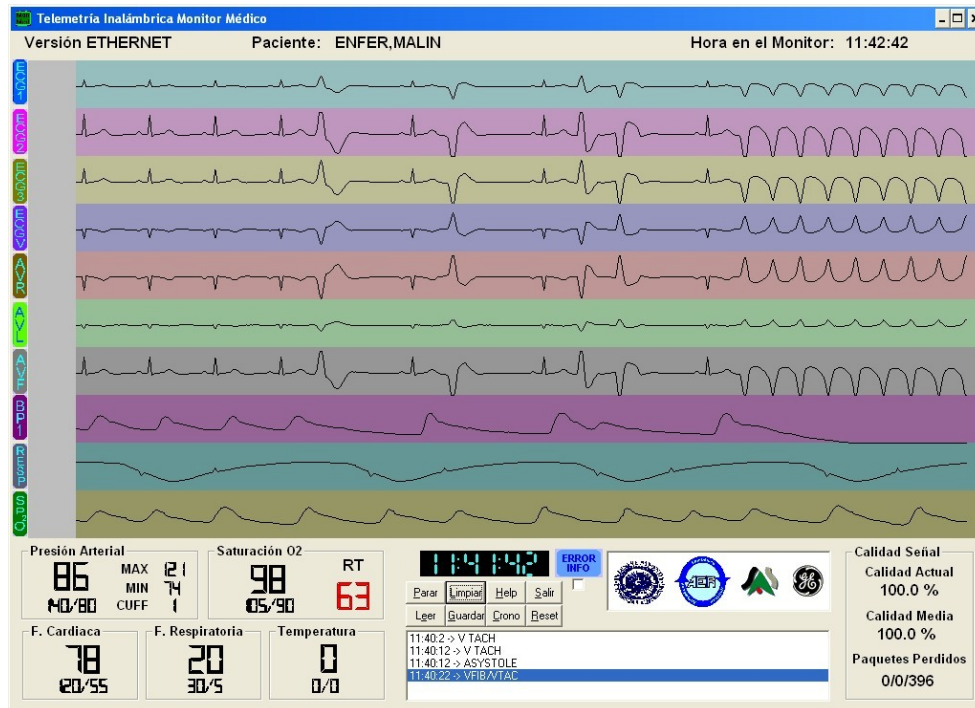 Telemetría Inalámbrica Monitor Médico
Versión ETHERNET Paciente: ENFER,MALIN Hora en el Monitor: 11:42:42
ECG1
ECG2
ECG3
ECGV
AVR
AVL
AVF
BP1
RESP
SPO2
Presión Arterial
86 MAX 121
MIN 74
140/80 CUFF 1
Saturación O2
98 RT 63
105/90
F. Cardiaca
78
120/55
F. Respiratoria
20
30/5
Temperatura
0
0/0
11:41:42
ERROR INFO
Parar Limpiar Help Salir
Leer Guardar Crono Reset
AER
11:40:2 -> V TACH
11:40:12 -> V TACH
11:40:12 -> ASYSTOLE
11:40:22 -> VFIB/VTAC
Calidad Señal
Calidad Actual
100.0 %
Calidad Media
100.0 %
Paquetes Perdidos
0/0/396